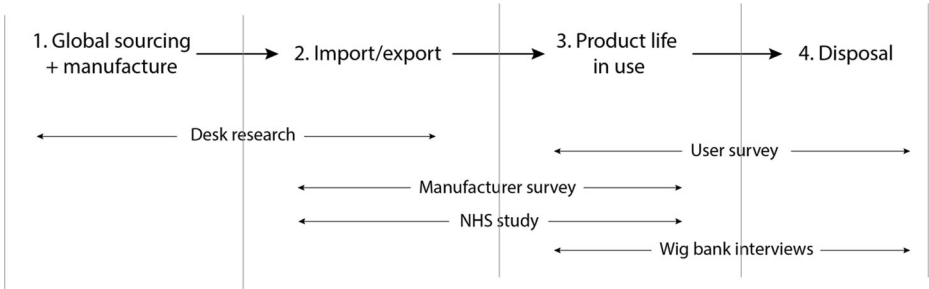 1. Global sourcing
+ manufacture
2. Import/export
3. Product life
in use
4. Disposal
Desk research
User survey
Manufacturer survey
NHS study
Wig bank interviews